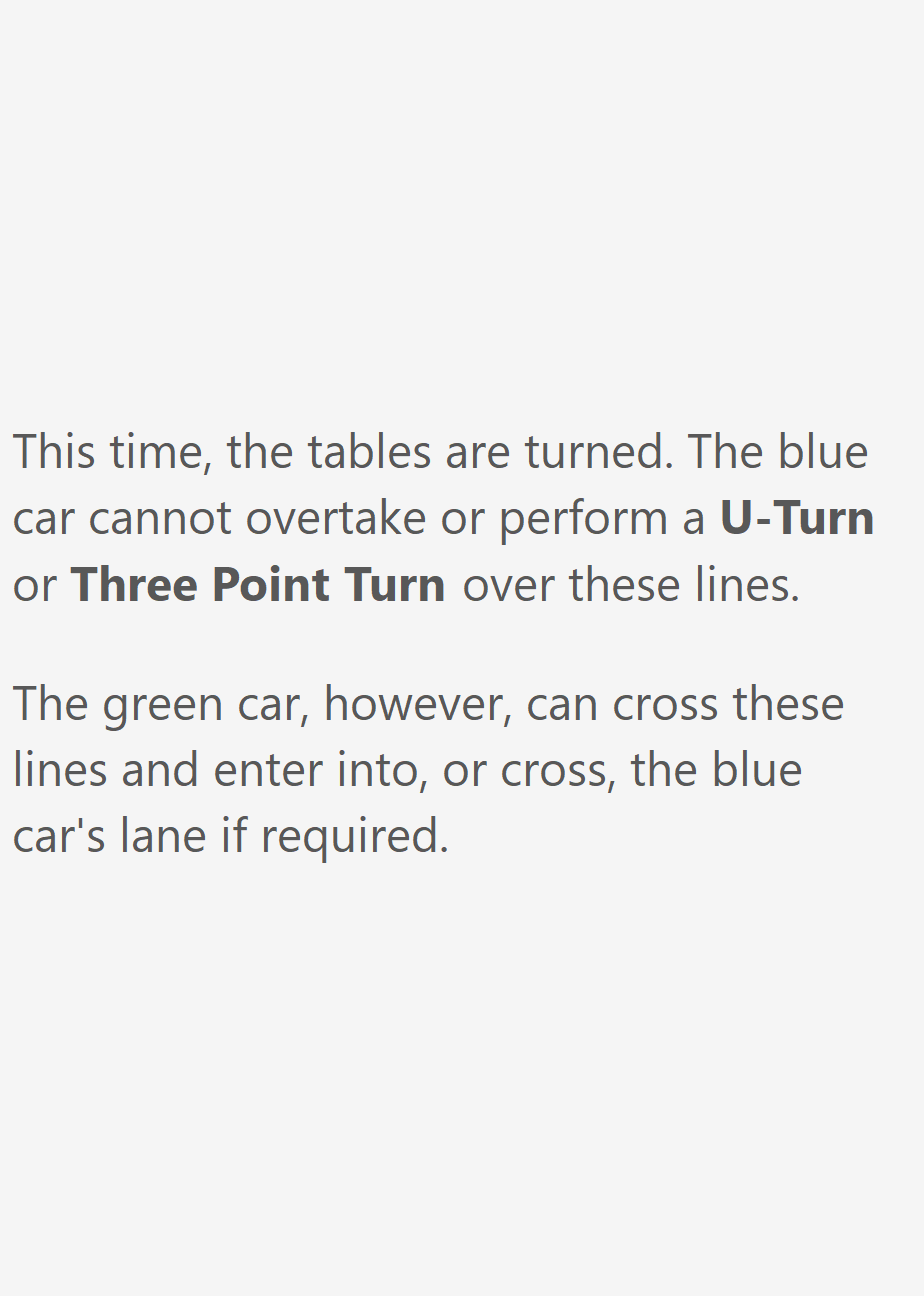 This time, the tables are turned. The blue
car cannot overtake or perform a U-Turn
or Three Point Turn over these lines.
The green car, however, can cross these
lines and enter into, or cross, the blue
car's lane if required.